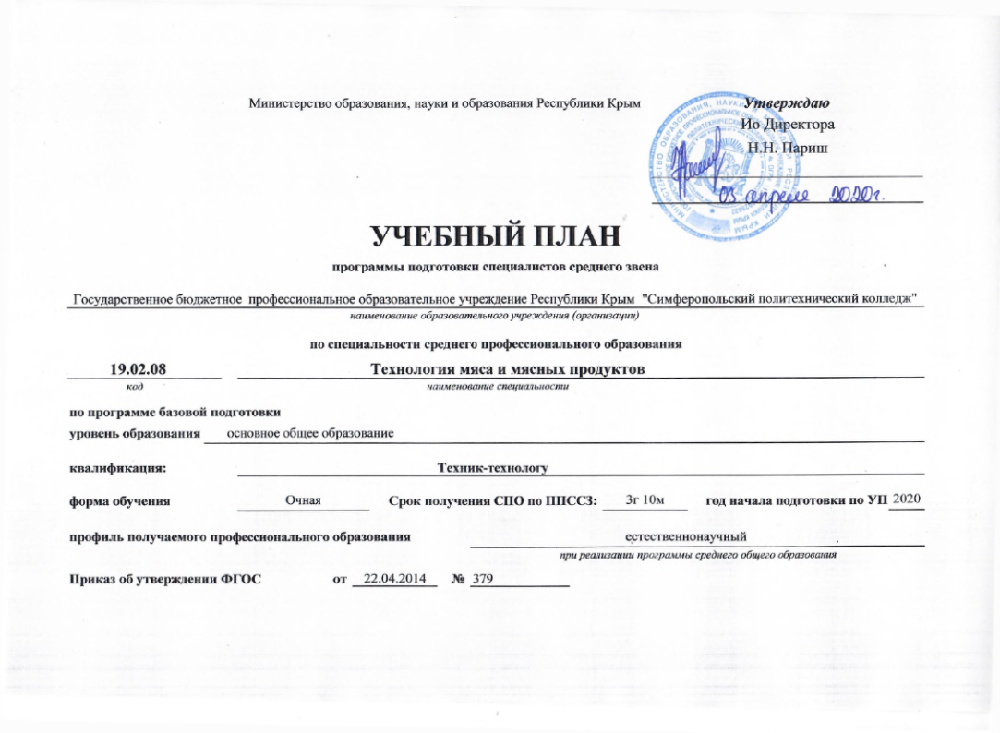 Министерство образования, науки и образования Республики Крым
Утверждаю
Ио Директора
Н.Н. Париш
03 апреля 2020г.
УЧЕБНЫЙ ПЛАН
программы подготовки специалистов среднего звена
Государственное бюджетное профессиональное образовательное учреждение Республики Крым "Симферопольский политехнический колледж"
наименование образовательного учреждения (организации)
по специальности среднего профессионального образования
19.02.08 Технология мяса и мясных продуктов
код наименование специальности
по программе базовой подготовки
уровень образования основное общее образование
квалификация: Техник-технологу
форма обучения Очная Срок получения СПО по ППССЗ: 3г 10м год начала подготовки по УП 2020
профиль получаемого профессионального образования естественнонаучный
при реализации программы среднего общего образования
Приказ об утверждении ФГОС от 22.04.2014 № 379